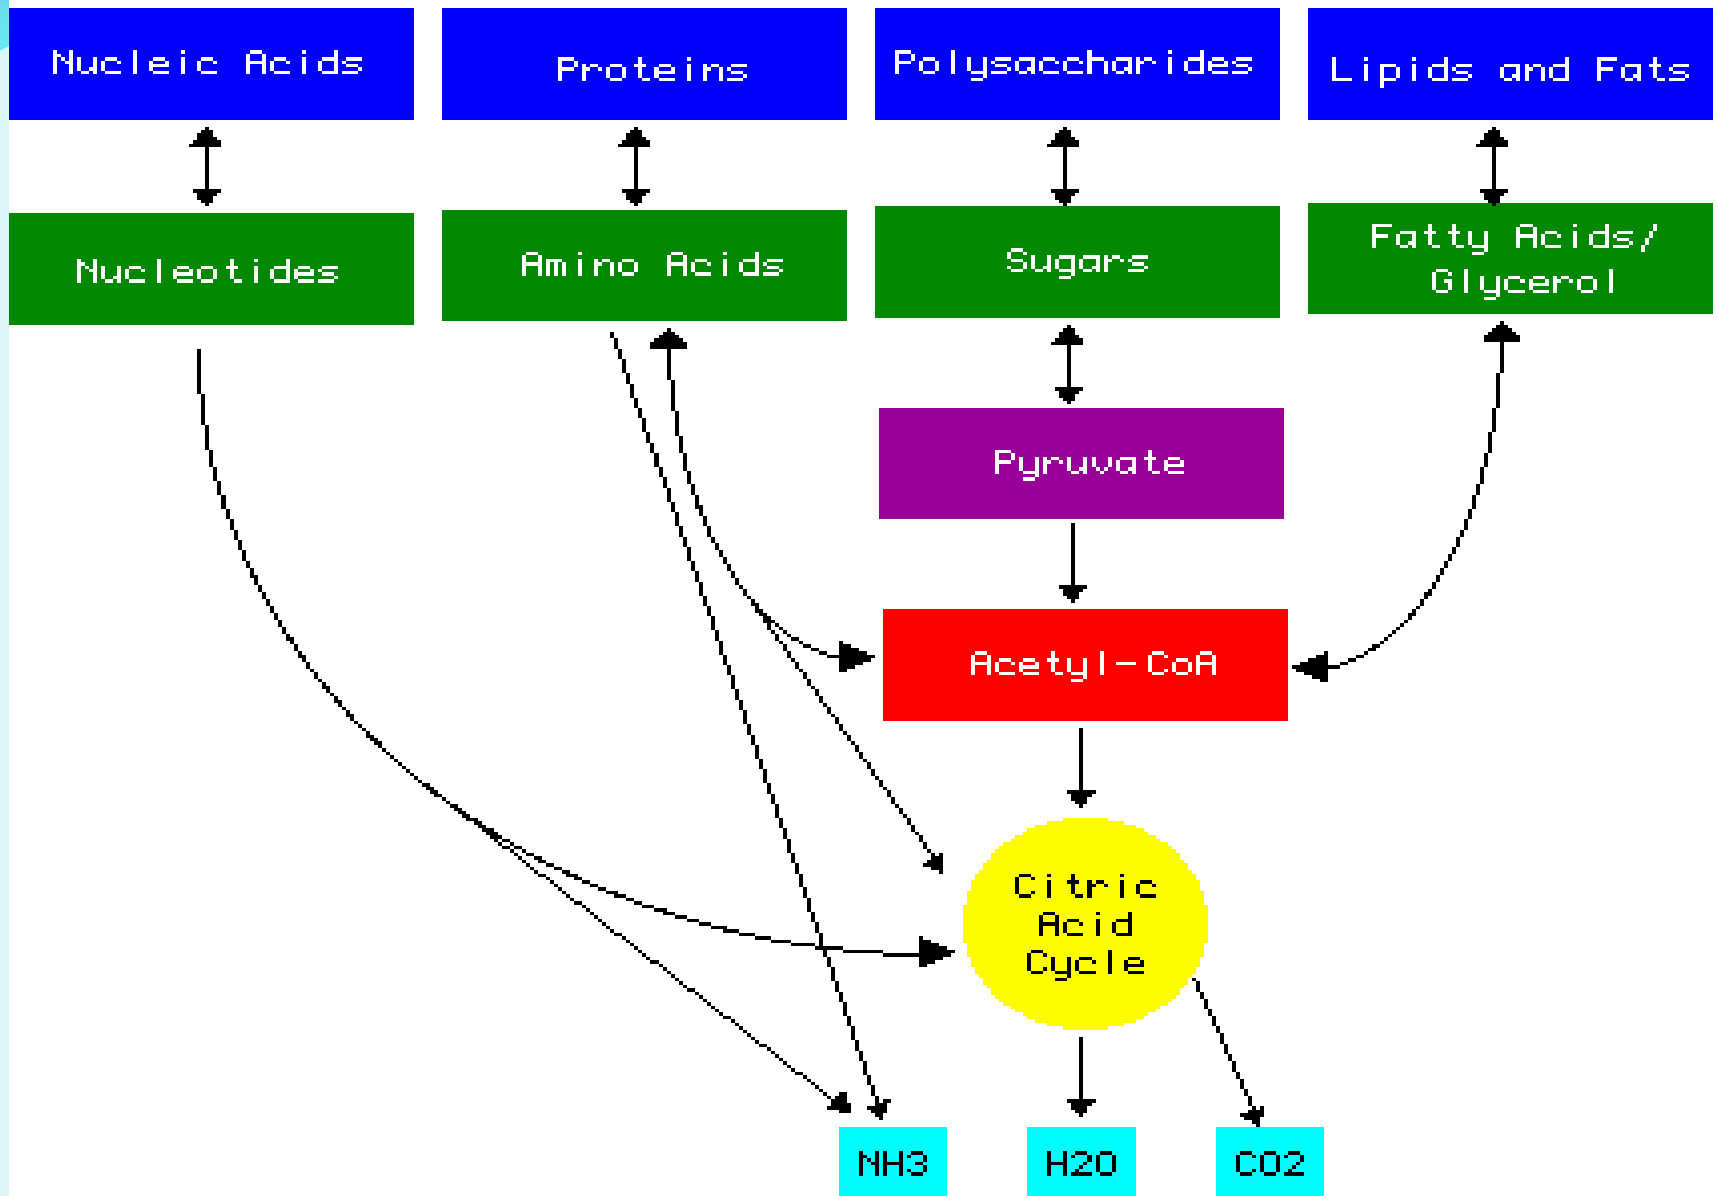 Nucleic Acids
Proteins
Polysaccharides
Lipids and Fats
Nucleotides
Amino Acids
Sugars
Fatty Acids/
Glycerol
Pyruvate
Acetyl-CoA
Citric
Acid
Cycle
NH3
H2O
CO2